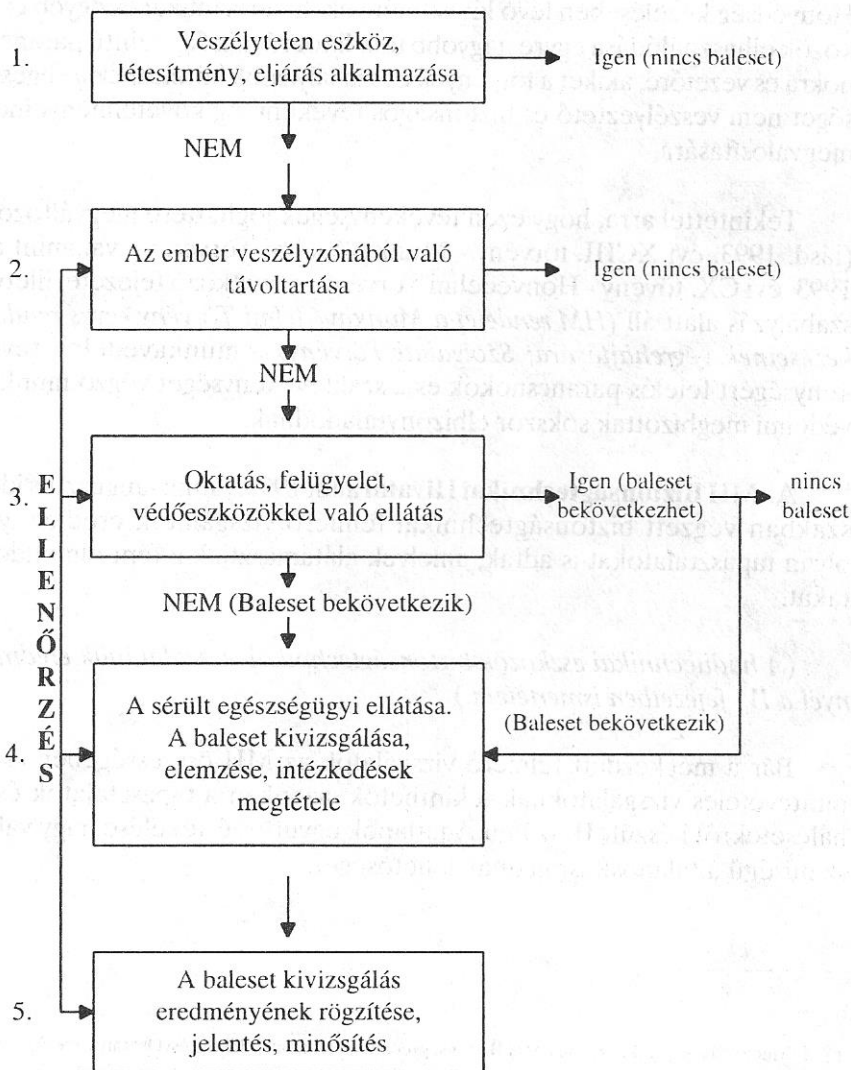 1.
Veszélytelen eszköz,
létesítmény, eljárás alkalmazása
Igen (nincs baleset)
NEM
2.
Az ember veszélyzónából való
távoltartása
Igen (nincs baleset)
NEM
3.
ELLENŐRZÉS
Oktatás, felügyelet,
védőeszközökkel való ellátás
Igen (baleset
bekövetkezhet)
nincs
baleset
NEM (Baleset bekövetkezik)
4.
A sérült egészségügyi ellátása.
A baleset kivizsgálása,
elemzése, intézkedések
megtétele
(Baleset bekövetkezik)
5.
A baleset kivizsgálás
eredményének rögzítése,
jelentés, minősítés